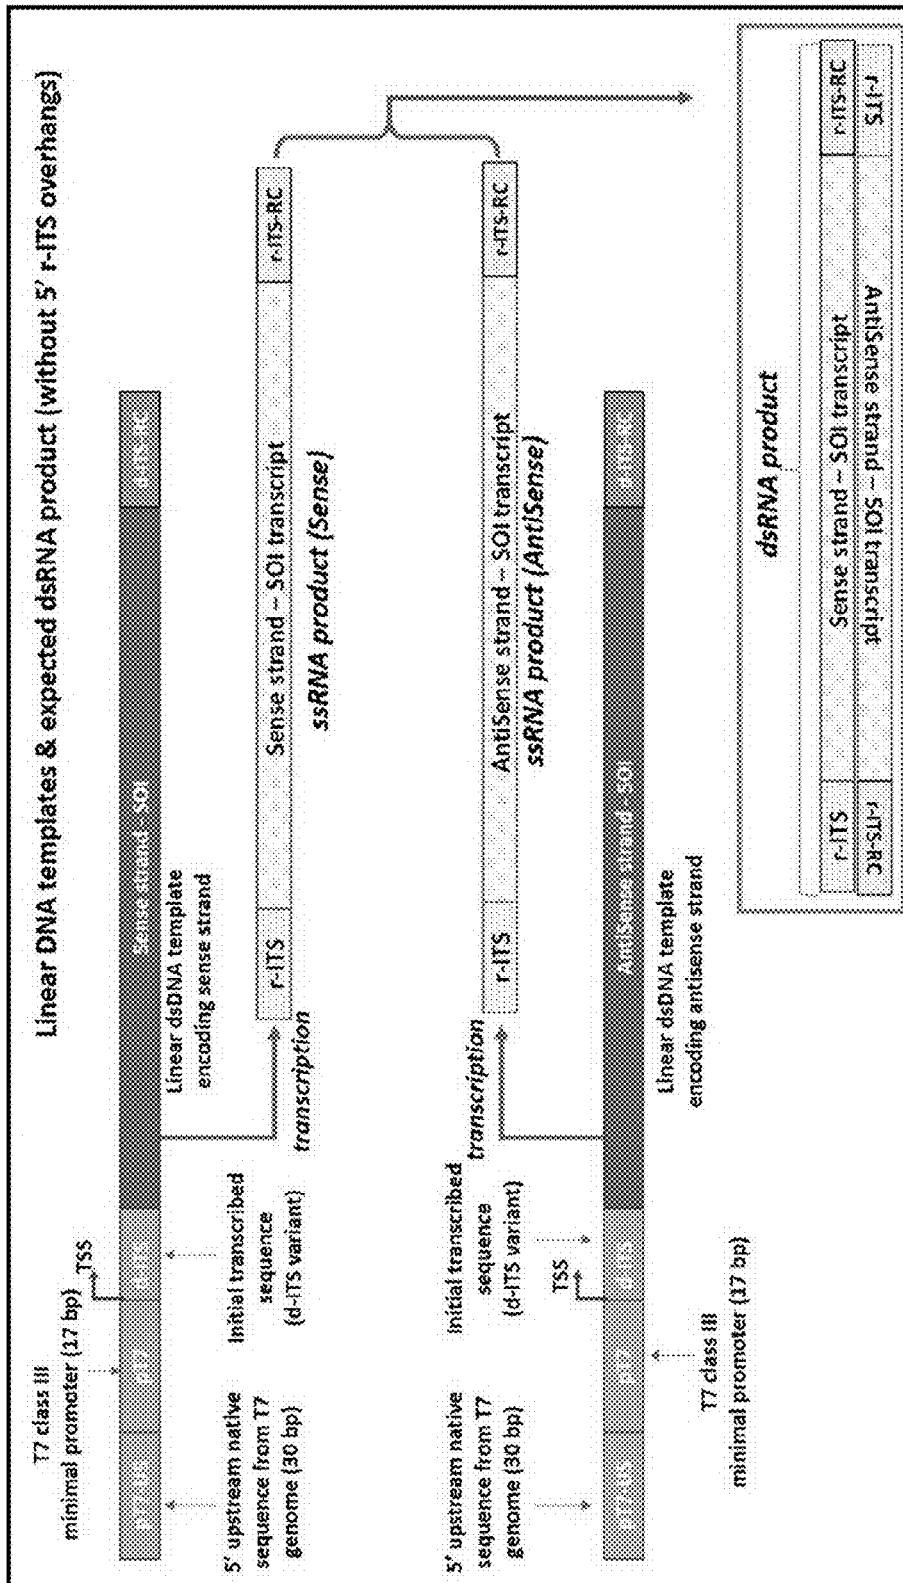 Linear DNA templates & expected dsRNA product (without 5' r-ITS overhangs)
T7 class III
minimal promoter (17 bp)
TSS
Sense strand - SOI
5' upstream native
sequence from T7
genome (30 bp)
Initial transcribed
sequence
(d-ITS variant)
Linear dsDNA template
encoding sense strand
transcription
r-ITS
Sense strand – SOI transcript
r-ITS-RC
ssRNA product (Sense)
r-ITS
AntiSense strand – SOI transcript
r-ITS-RC
ssRNA product (AntiSense)
transcription
5' upstream native
sequence from T7
genome (30 bp)
Initial transcribed
sequence
(d-ITS variant)
TSS
AntiSense strand - SOI
T7 class III
minimal promoter (17 bp)
Linear dsDNA template
encoding antisense strand
dsRNA product
r-ITS
Sense strand – SOI transcript
r-ITS-RC
r-ITS-RC
AntiSense strand – SOI transcript
r-ITS